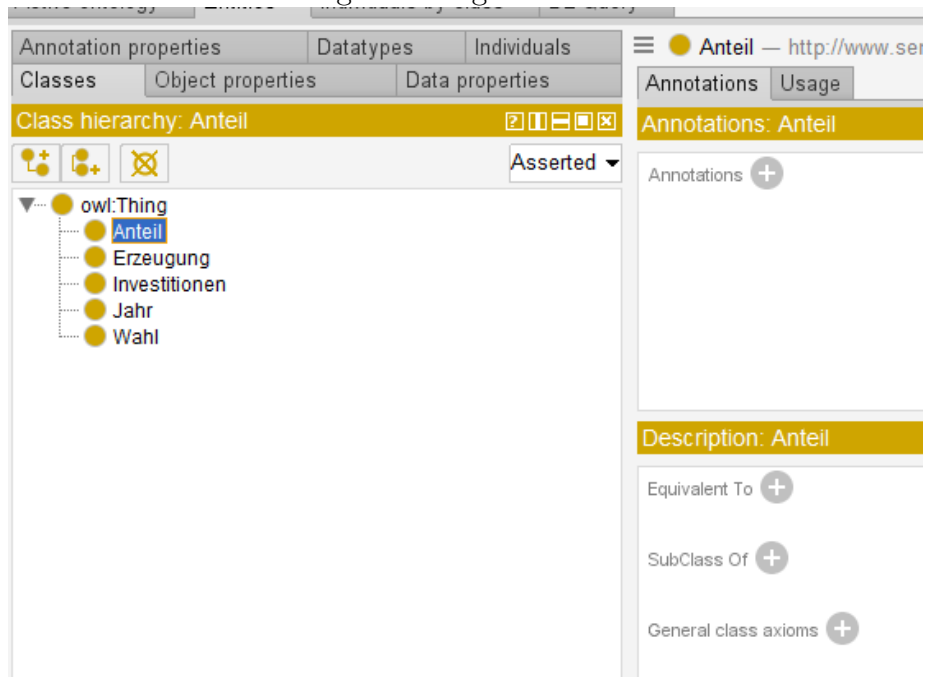 Annotation properties Datatypes Individuals
Classes Object properties Data properties
Class hierarchy: Anteil
Asserted
owl:Thing
Anteil
Erzeugung
Investitionen
Jahr
Wahl
Anteil — http://www.ser
Annotations Usage
Annotations: Anteil
Annotations
Description: Anteil
Equivalent To
SubClass Of
General class axioms